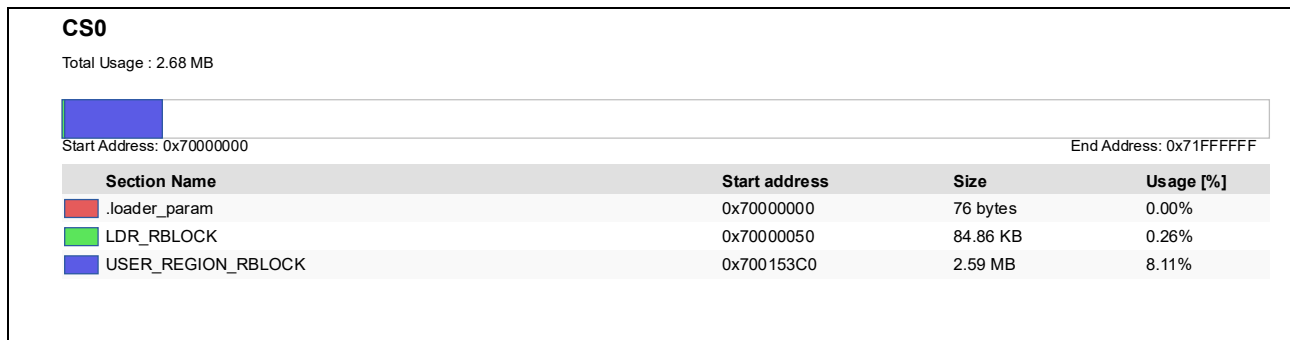 CS0
Total Usage : 2.68 MB
Start Address: 0x70000000 End Address: 0x71FFFFFF
Section Name Start address Size Usage [%]
.loader_param 0x70000000 76 bytes 0.00%
LDR_RBLOCK 0x70000050 84.86 KB 0.26%
USER_REGION_RBLOCK 0x700153C0 2.59 MB 8.11%